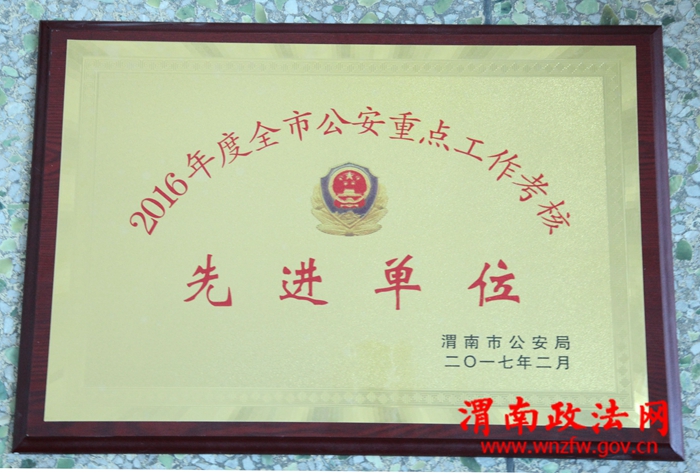 2016年度全市公安重点工作考核
先进单位
渭南市公安局
二〇一七年二月
渭南政法网
www.wnzfw.gov.cn